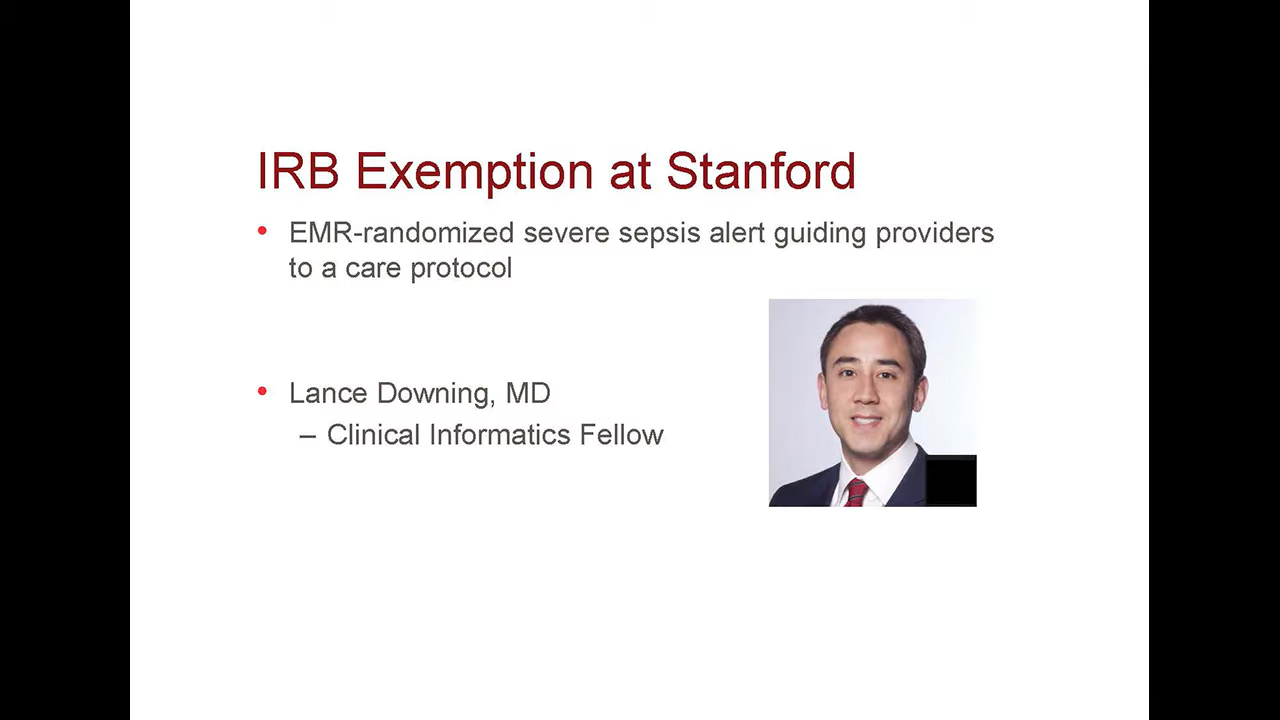 IRB Exemption at Stanford
• EMR-randomized severe sepsis alert guiding providers
to a care protocol
• Lance Downing, MD
– Clinical Informatics Fellow